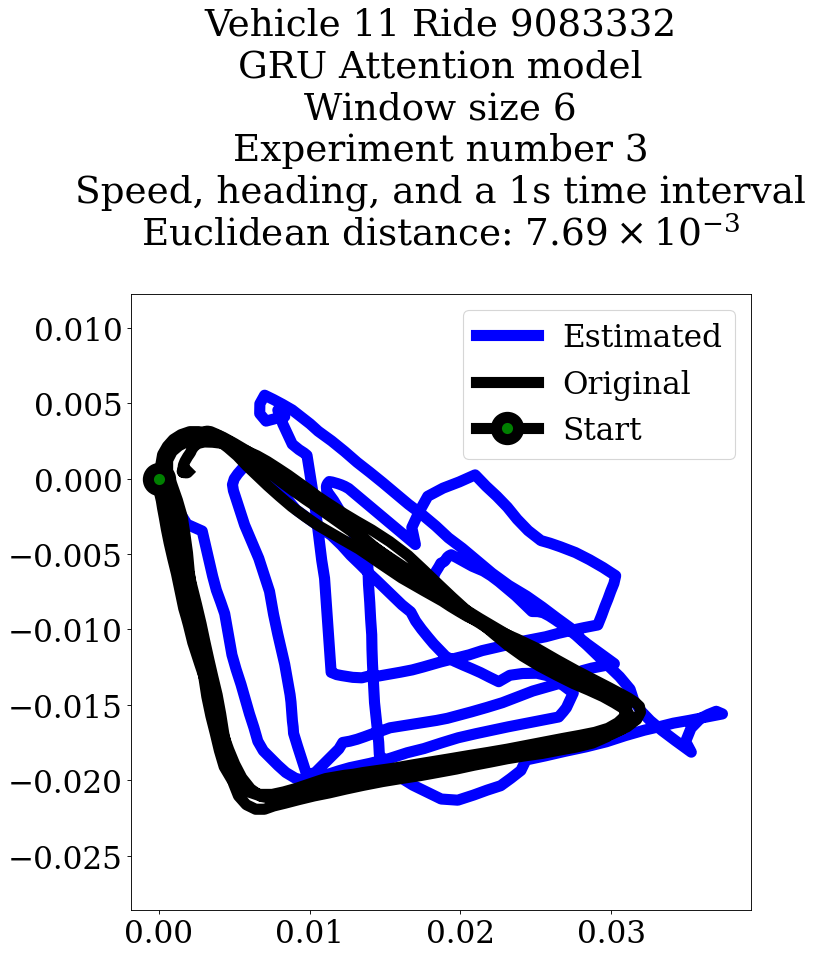 Vehicle 11 Ride 9083332
GRU Attention model
Window size 6
Experiment number 3
Speed, heading, and a 1s time interval
Euclidean distance: 7.69 × 10⁻³
Estimated
Original
Start
0.010
0.005
0.000
−0.005
−0.010
−0.015
−0.020
−0.025
0.00 0.01 0.02 0.03